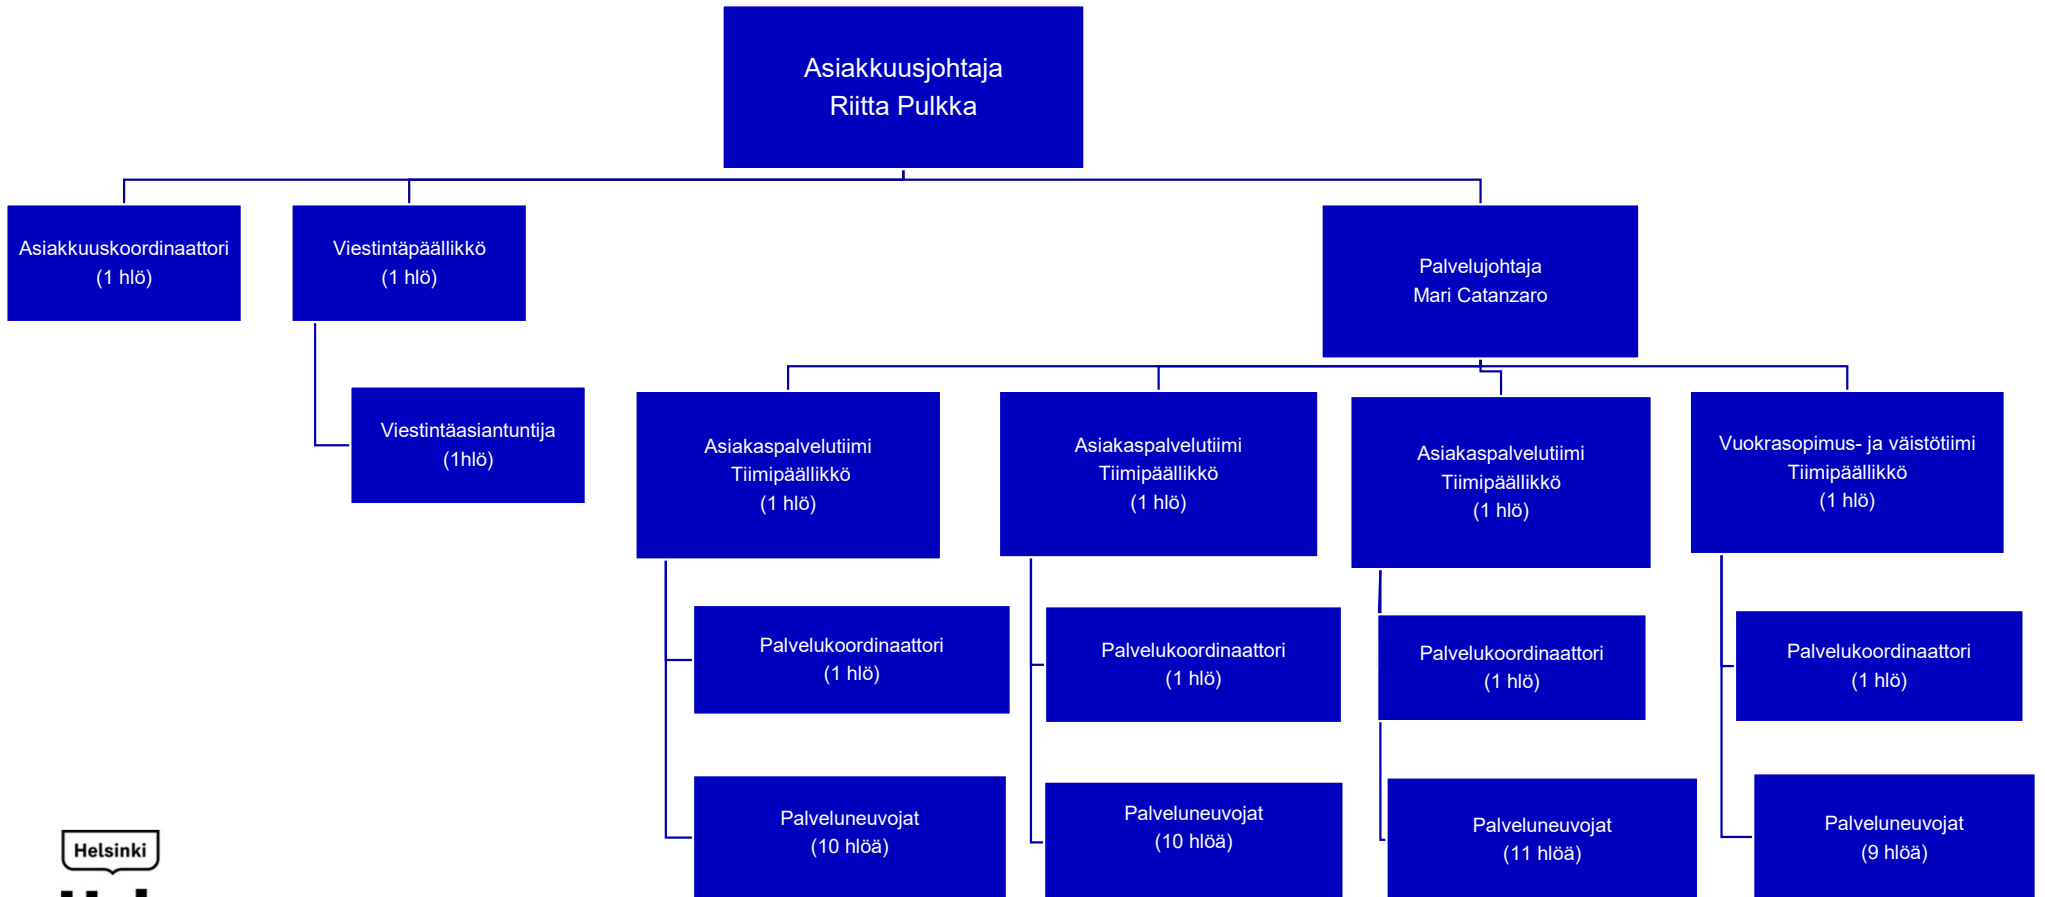 Asiakkuusjohtaja
Riitta Pulkka
Asiakkuuskoordinaattori
(1 hlö)
Viestintäpäällikkö
(1 hlö)
Palvelujohtaja
Mari Catanzaro
Viestintäasiantuntija
(1hlö)
Asiakaspalvelutiimi
Tiimipäällikkö
(1 hlö)
Asiakaspalvelutiimi
Tiimipäällikkö
(1 hlö)
Asiakaspalvelutiimi
Tiimipäällikkö
(1 hlö)
Vuokrasopimus- ja väistötiimi
Tiimipäällikkö
(1 hlö)
Palvelukoordinaattori
(1 hlö)
Palvelukoordinaattori
(1 hlö)
Palvelukoordinaattori
(1 hlö)
Palvelukoordinaattori
(1 hlö)
Palveluneuvojat
(10 hlöä)
Palveluneuvojat
(10 hlöä)
Palveluneuvojat
(11 hlöä)
Palveluneuvojat
(9 hlöä)
Helsinki